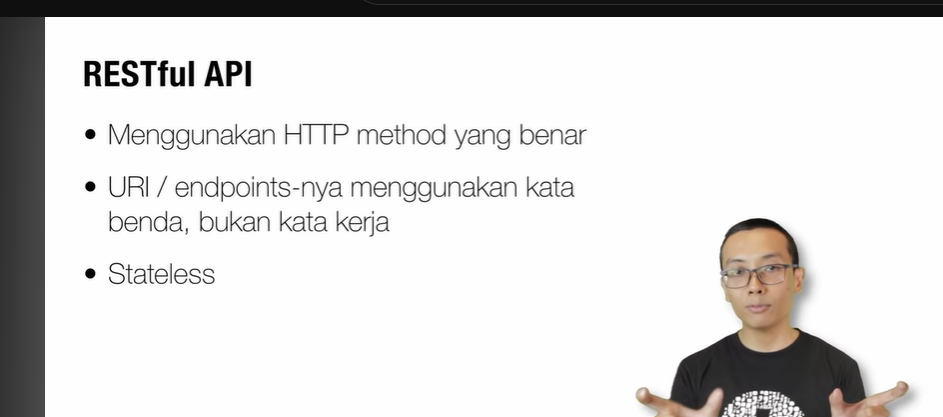 RESTful API
• Menggunakan HTTP method yang benar
• URI / endpoints-nya menggunakan kata
benda, bukan kata kerja
• Stateless